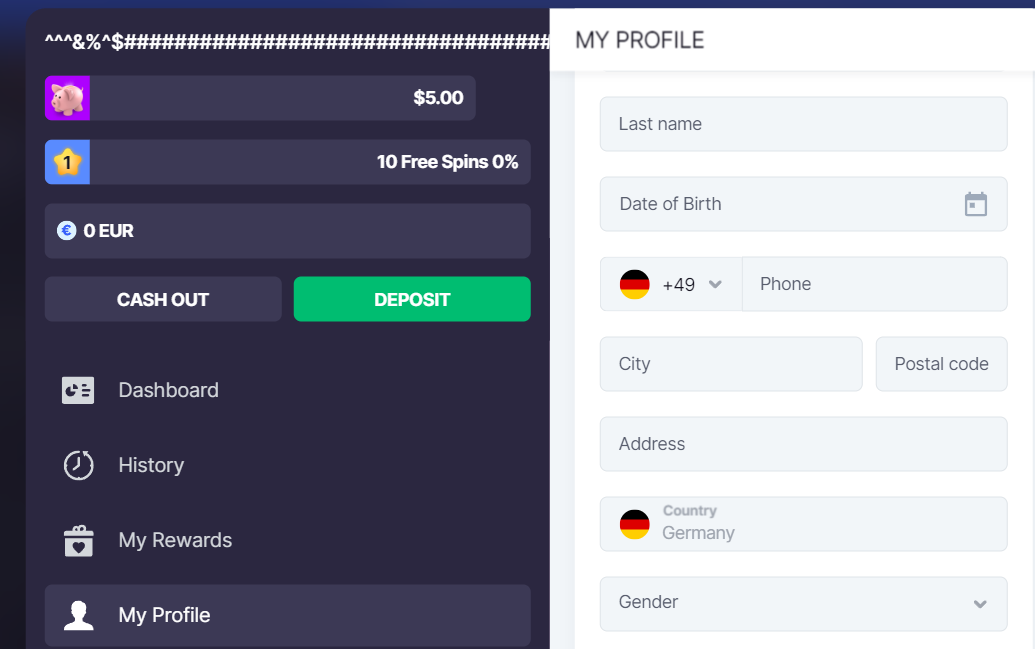 ^^^&%^$##################################
$5.00
1
10 Free Spins 0%
€ 0 EUR
CASH OUT
DEPOSIT
Dashboard
History
My Rewards
My Profile
MY PROFILE
Last name
Date of Birth
+49
Phone
City
Postal code
Address
Country
Germany
Gender